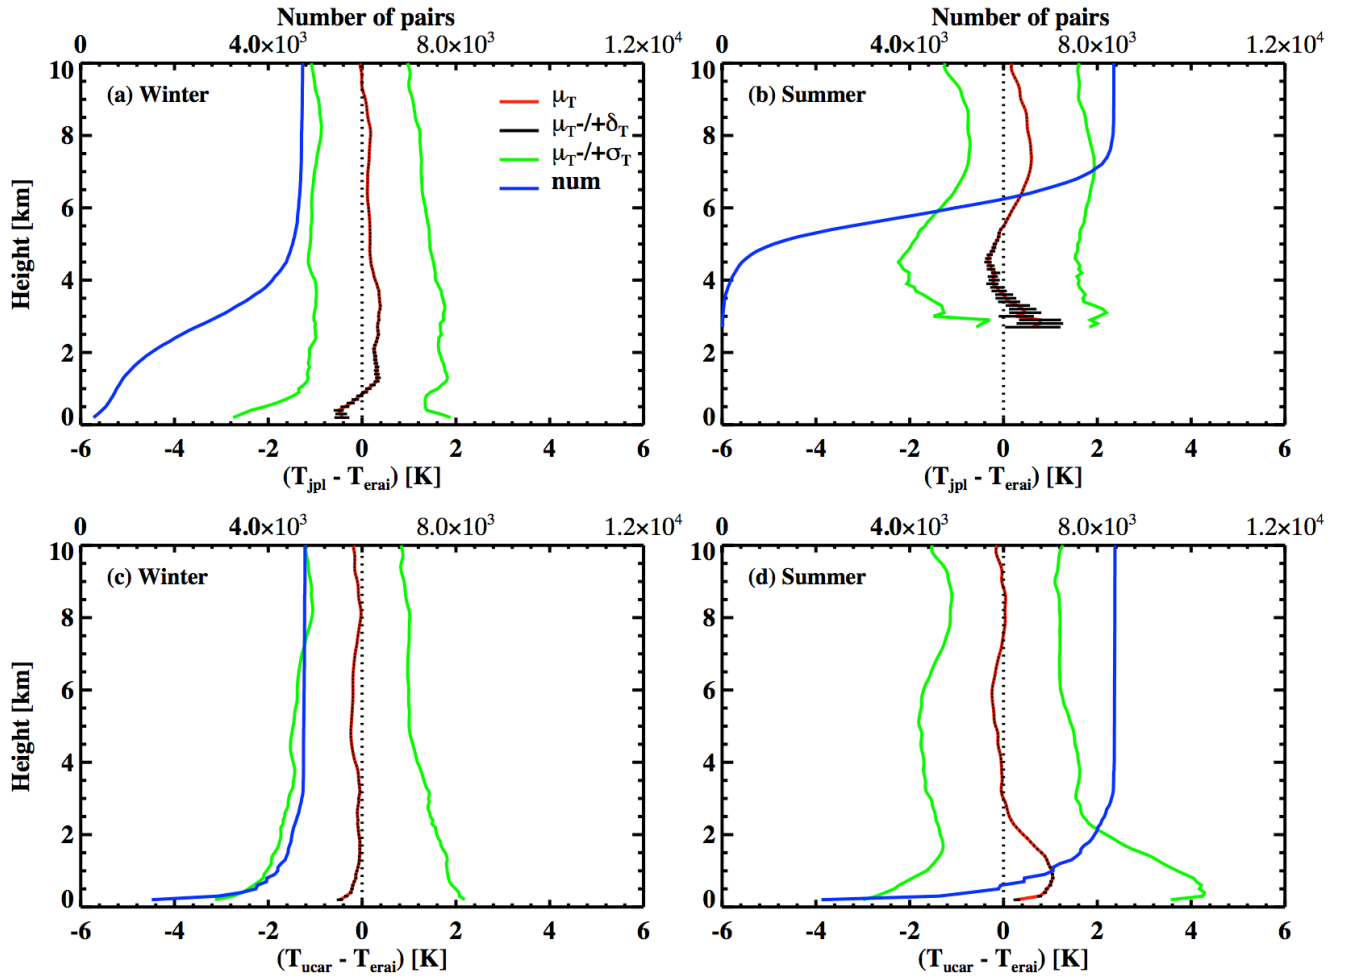 Number of pairs
0 4.0×10³ 8.0×10³ 1.2×10⁴
10
8
6
4
2
0
Height [km]
(a) Winter
μT
μT-/+δT
μT-/+σT
num
-6 -4 -2 0 2 4 6
(Tjpl - Terai) [K]
Number of pairs
0 4.0×10³ 8.0×10³ 1.2×10⁴
10
8
6
4
2
0
(b) Summer
-6 -4 -2 0 2 4 6
(Tjpl - Terai) [K]
0 4.0×10³ 8.0×10³ 1.2×10⁴
10
8
6
4
2
0
Height [km]
(c) Winter
-6 -4 -2 0 2 4 6
(Tucar - Terai) [K]
0 4.0×10³ 8.0×10³ 1.2×10⁴
10
8
6
4
2
0
(d) Summer
-6 -4 -2 0 2 4 6
(Tucar - Terai) [K]